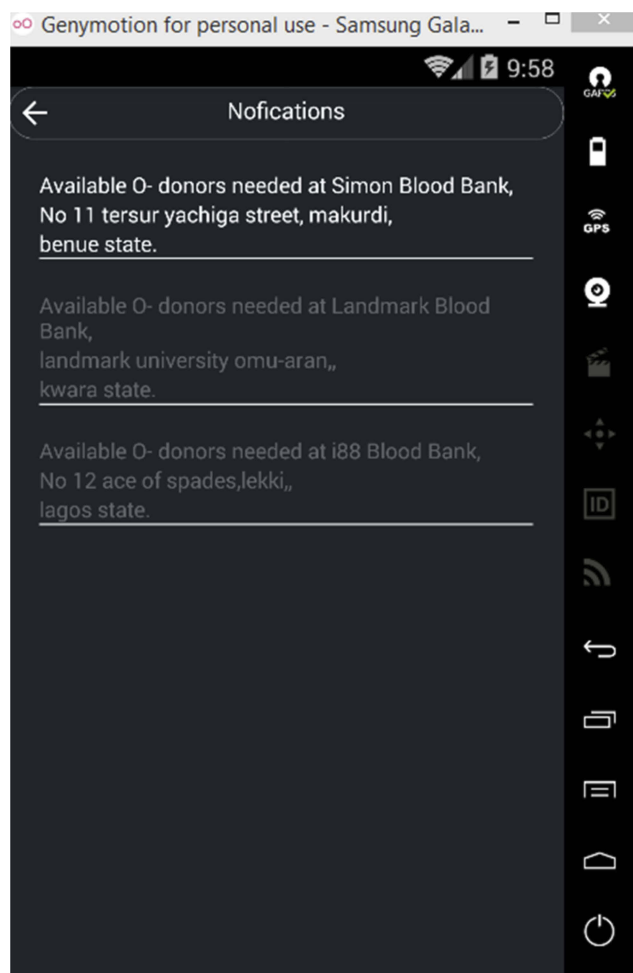 Genymotion for personal use - Samsung Gala...
9:58
GAPPS
Nofications
Available O- donors needed at Simon Blood Bank,
No 11 tersur yachiga street, makurdi,
benue state.
GPS
Available O- donors needed at Landmark Blood
Bank,
landmark university omu-aran,,
kwara state.
Available O- donors needed at i88 Blood Bank,
No 12 ace of spades,lekki,,
lagos state.
ID